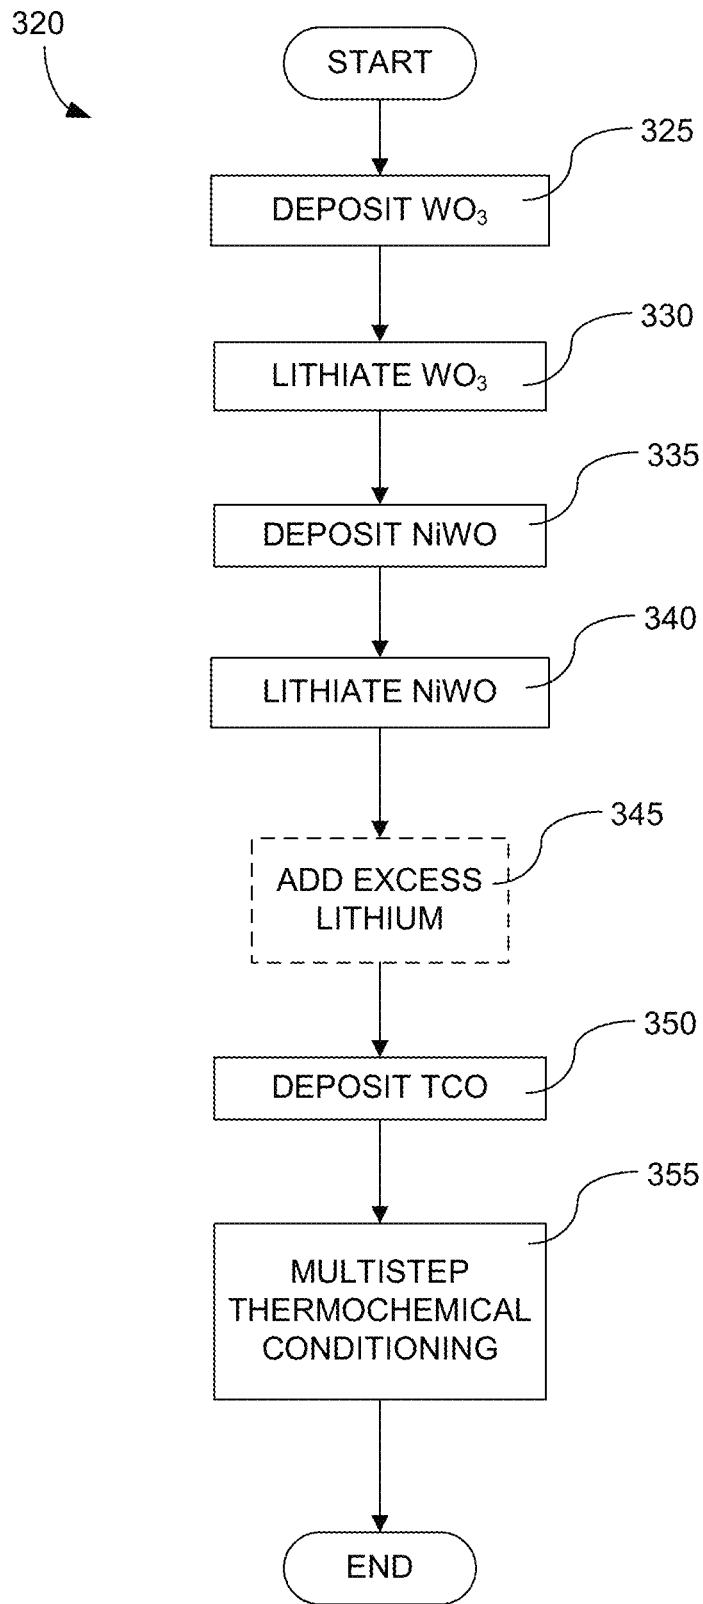 320
START
325
DEPOSIT WO₃
330
LITHIATE WO₃
335
DEPOSIT NiWO
340
LITHIATE NiWO
345
ADD EXCESS
LITHIUM
350
DEPOSIT TCO
355
MULTISTEP
THERMOCHEMICAL
CONDITIONING
END